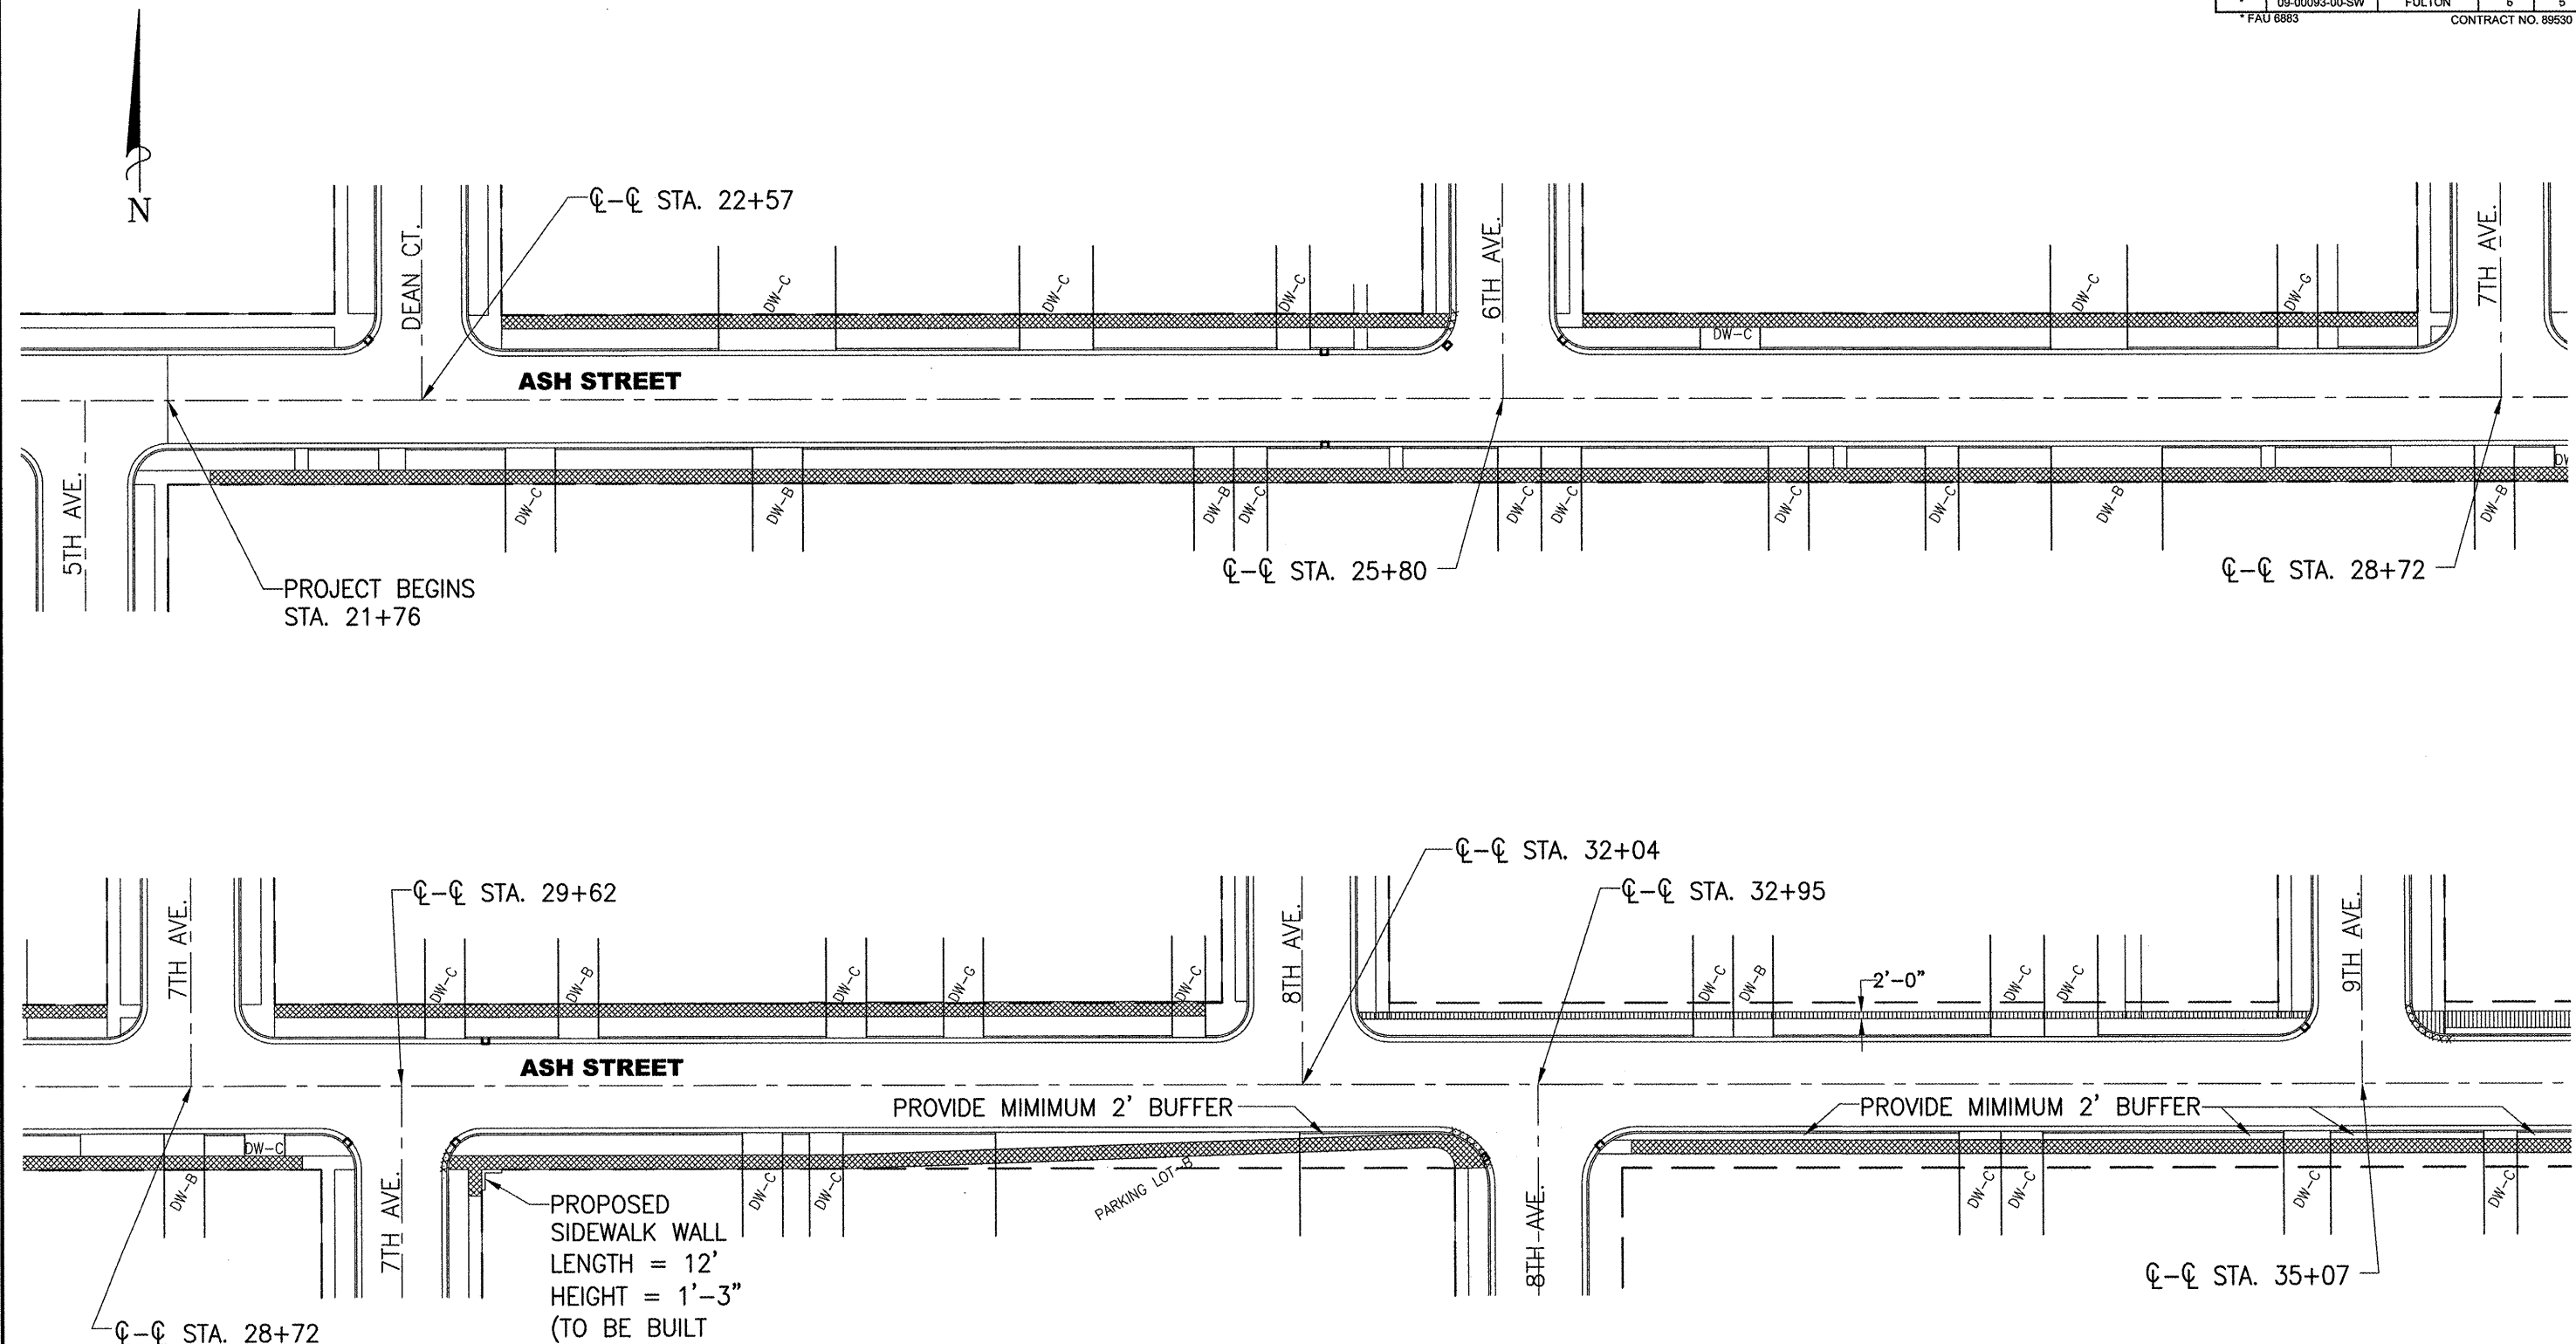 * 09-00093-00-SW FULTON 6 5
* FAU 6883 CONTRACT NO. 89530
N
℄-℄ STA. 22+57
DEAN CT.
6TH AVE.
7TH AVE.
DW-C
DW-C
DW-C
DW-C
DW-C
DW-G
ASH STREET
5TH AVE.
DW-C
DW-B
DW-B
DW-C
DW-C
DW-C
DW-C
DW-C
DW-B
DW-B
PROJECT BEGINS
STA. 21+76
℄-℄ STA. 25+80
℄-℄ STA. 28+72
℄-℄ STA. 32+04
℄-℄ STA. 29+62
℄-℄ STA. 32+95
7TH AVE.
8TH AVE.
9TH AVE.
DW-C
DW-B
DW-C
DW-G
DW-C
DW-C
DW-B
2'-0"
DW-C
DW-C
ASH STREET
PROVIDE MIMIMUM 2' BUFFER
PROVIDE MIMIMUM 2' BUFFER
DW-C
DW-B
7TH AVE.
DW-C
DW-C
PARKING LOT-B
8TH AVE.
DW-C
DW-C
DW-C
DW-C
PROPOSED
SIDEWALK WALL
LENGTH = 12'
HEIGHT = 1'-3"
(TO BE BUILT
℄-℄ STA. 28+72
℄-℄ STA. 35+07